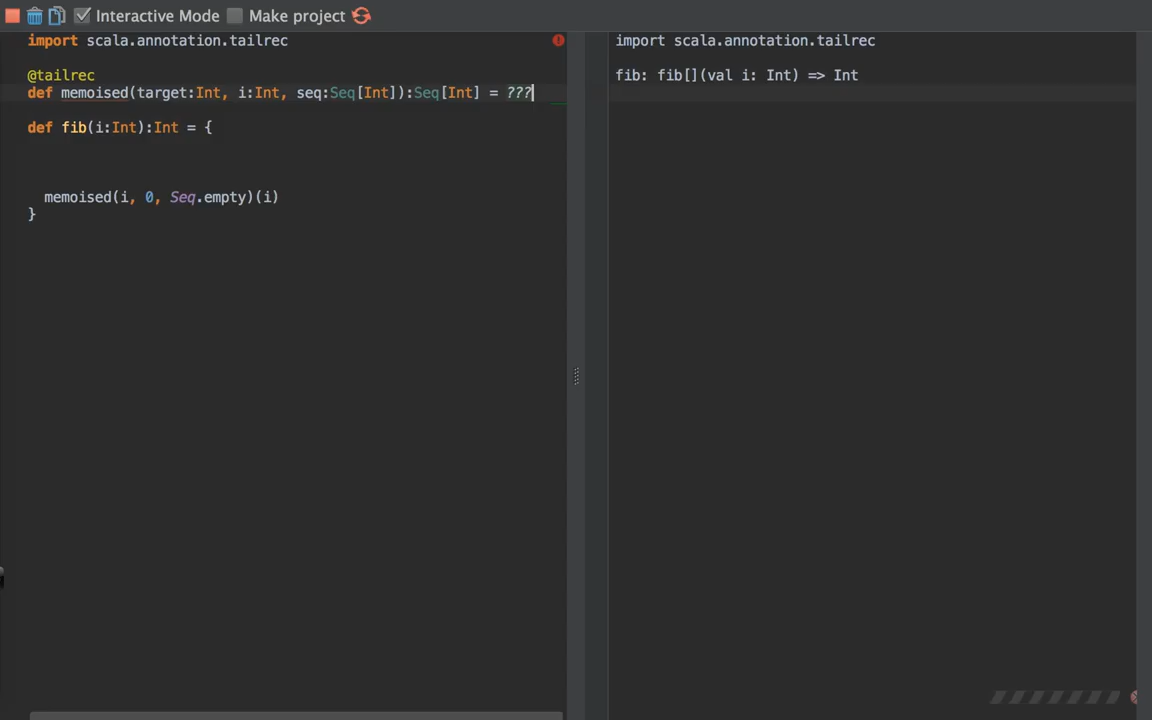 Interactive Mode Make project
import scala.annotation.tailrec
@tailrec
def memoised(target:Int, i:Int, seq:Seq[Int]):Seq[Int] = ???
def fib(i:Int):Int = {
memoised(i, 0, Seq.empty)(i)
}
import scala.annotation.tailrec
fib: fib[](val i: Int) => Int